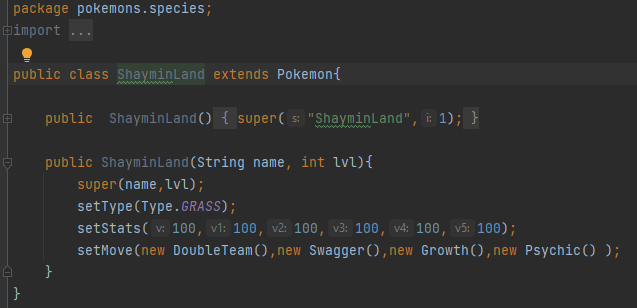 package pokemons.species;
import ...
public class ShayminLand extends Pokemon{
public ShayminLand() { super( s: "ShayminLand", i: 1); }
public ShayminLand(String name, int lvl){
super(name,lvl);
setType(Type.GRASS);
setStats( v: 100, v1: 100, v2: 100, v3: 100, v4: 100, v5: 100);
setMove(new DoubleTeam(),new Swagger(),new Growth(),new Psychic() );
}
}